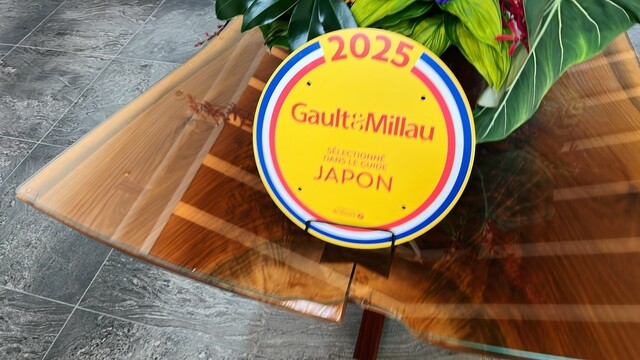 2025
Gault&Millau
SÉLECTIONNÉ
DANS LE GUIDE
JAPON